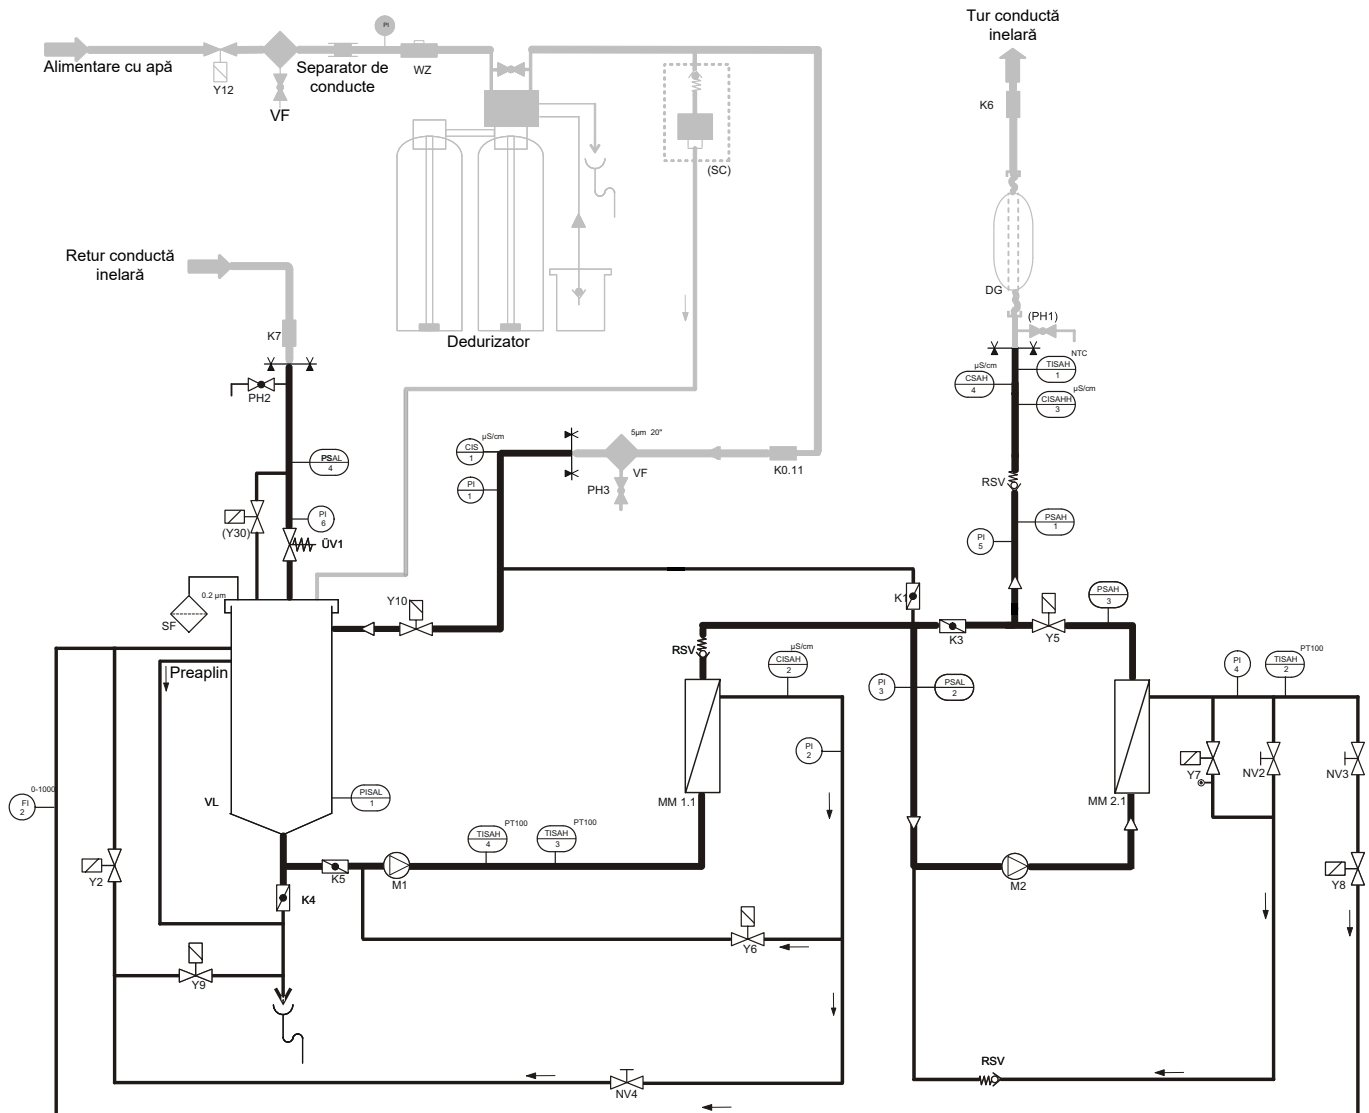 Tur conductă
inelară
PI
Alimentare cu apă
Separator de
conducte
WZ
Y12
VF
K6
(SC)
Retur conductă
inelară
DG
(PH1)
K7
Dedurizator
NTC
TISAH
1
µS/cm
CSAH
4
µS/cm
CISAHH
3
PH2
CIS
1
µS/cm
5µm 20"
VF
K0.11
PSAL
4
PI
1
PH3
RSV
PI
6
(Y30)
ÜV1
PSAH
1
PI
5
0.2 µm
SF
Y10
K1
PSAH
3
K3
Y5
RSV
µS/cm
CISAH
2
PI
4
PT100
TISAH
2
Preaplin
PI
3
PSAL
2
PI
2
Y7
NV2
NV3
0-1000
FI
2
VL
PISAL
1
MM 1.1
MM 2.1
PT100
TISAH
4
PT100
TISAH
3
Y2
K5
M1
M2
Y8
K4
Y6
Y9
RSV
NV4